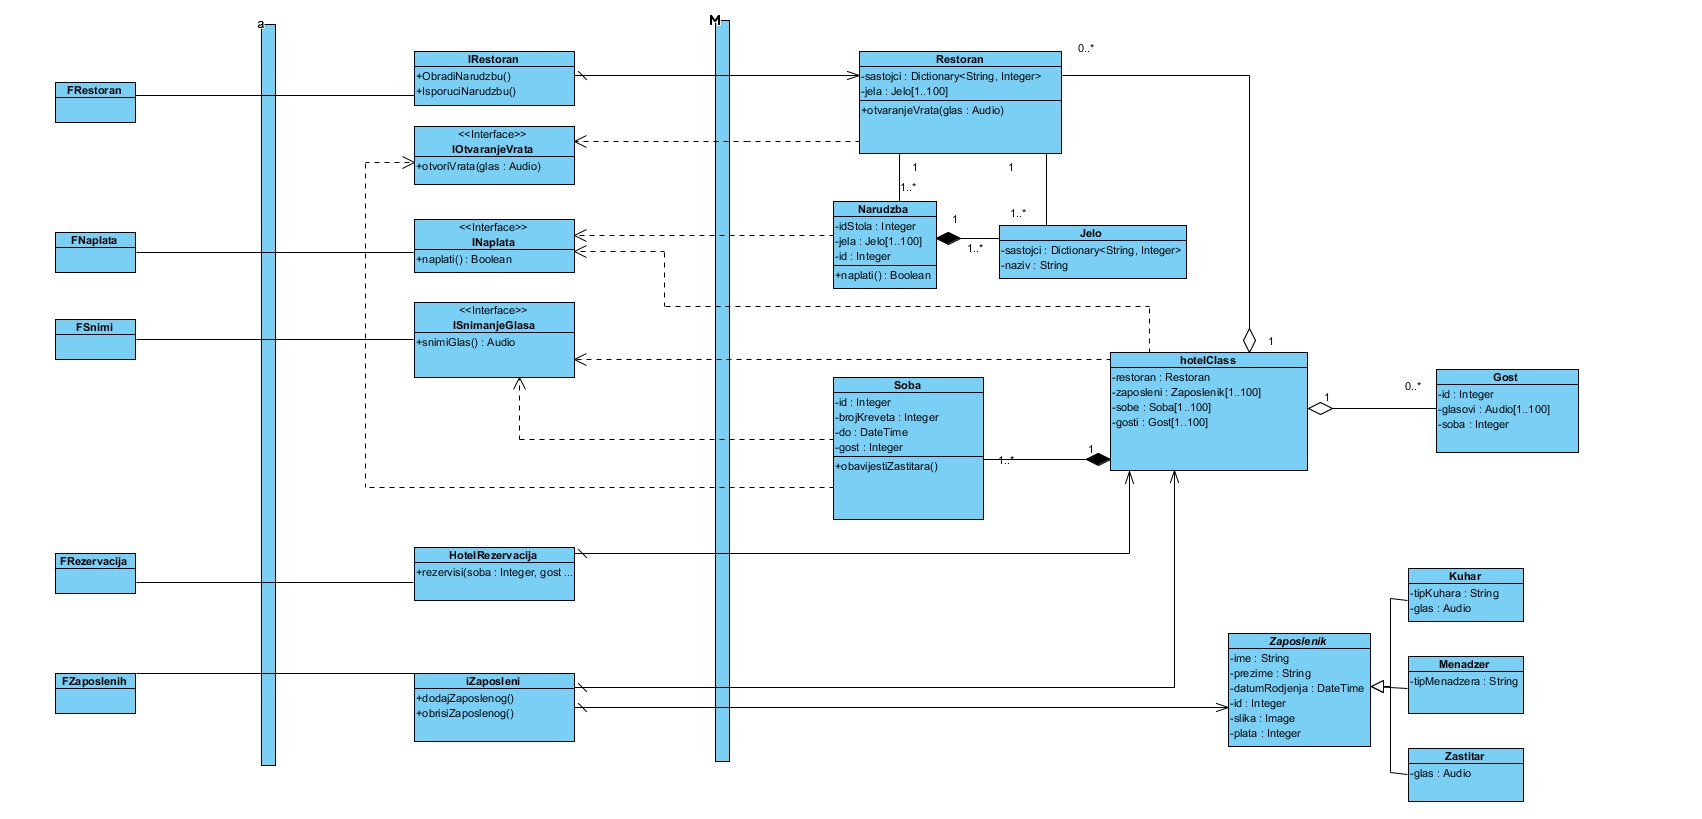 a
M
FRestoran
FNaplata
FSnimi
FRezervacija
FZaposlenih
IRestoran
+ObradiNarudzbu()
+IsporuciNarudzbu()
<<Interface>>
IOtvaranjeVrata
+otvoriVrata(glas : Audio)
<<Interface>>
INaplata
+naplati() : Boolean
<<Interface>>
ISnimanjeGlasa
+snimiGlas() : Audio
HotelRezervacija
+rezervisi(soba : Integer, gost ...
iZaposleni
+dodajZaposlenog()
+obrisiZaposlenog()
Restoran
-sastojci : Dictionary<String, Integer>
-jela : Jelo[1..100]
+otvaranjeVrata(glas : Audio)
0..*
1
1
1..*
1..*
Narudzba
-idStola : Integer
-jela : Jelo[1..100]
-id : Integer
+naplati() : Boolean
1
1..*
Jelo
-sastojci : Dictionary<String, Integer>
-naziv : String
1
hotelClass
-restoran : Restoran
-zaposleni : Zaposlenik[1..100]
-sobe : Soba[1..100]
-gosti : Gost[1..100]
1
0..*
Gost
-id : Integer
-glasovi : Audio[1..100]
-soba : Integer
Soba
-id : Integer
-brojKreveta : Integer
-do : DateTime
-gost : Integer
+obavijestiZastitara()
1..*
1
Zaposlenik
-ime : String
-prezime : String
-datumRodjenja : DateTime
-id : Integer
-slika : Image
-plata : Integer
Kuhar
-tipKuhara : String
-glas : Audio
Menadzer
-tipMenadzera : String
Zastitar
-glas : Audio